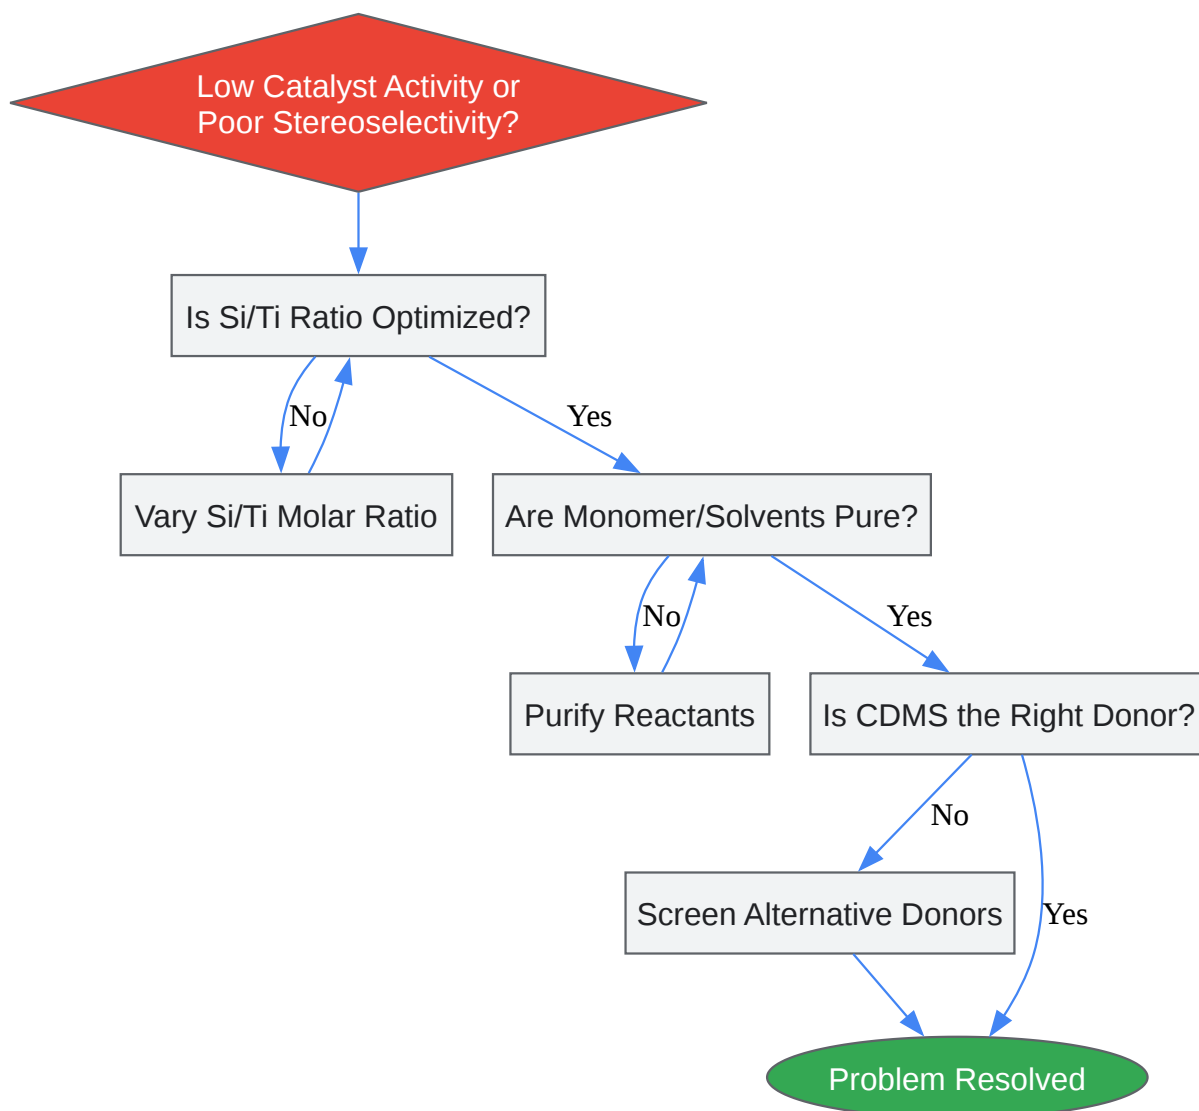 Low Catalyst Activity or
Poor Stereoselectivity?
Is Si/Ti Ratio Optimized?
No
Yes
Vary Si/Ti Molar Ratio
Are Monomer/Solvents Pure?
No
Yes
Purify Reactants
Is CDMS the Right Donor?
No
Screen Alternative Donors
Yes
Problem Resolved